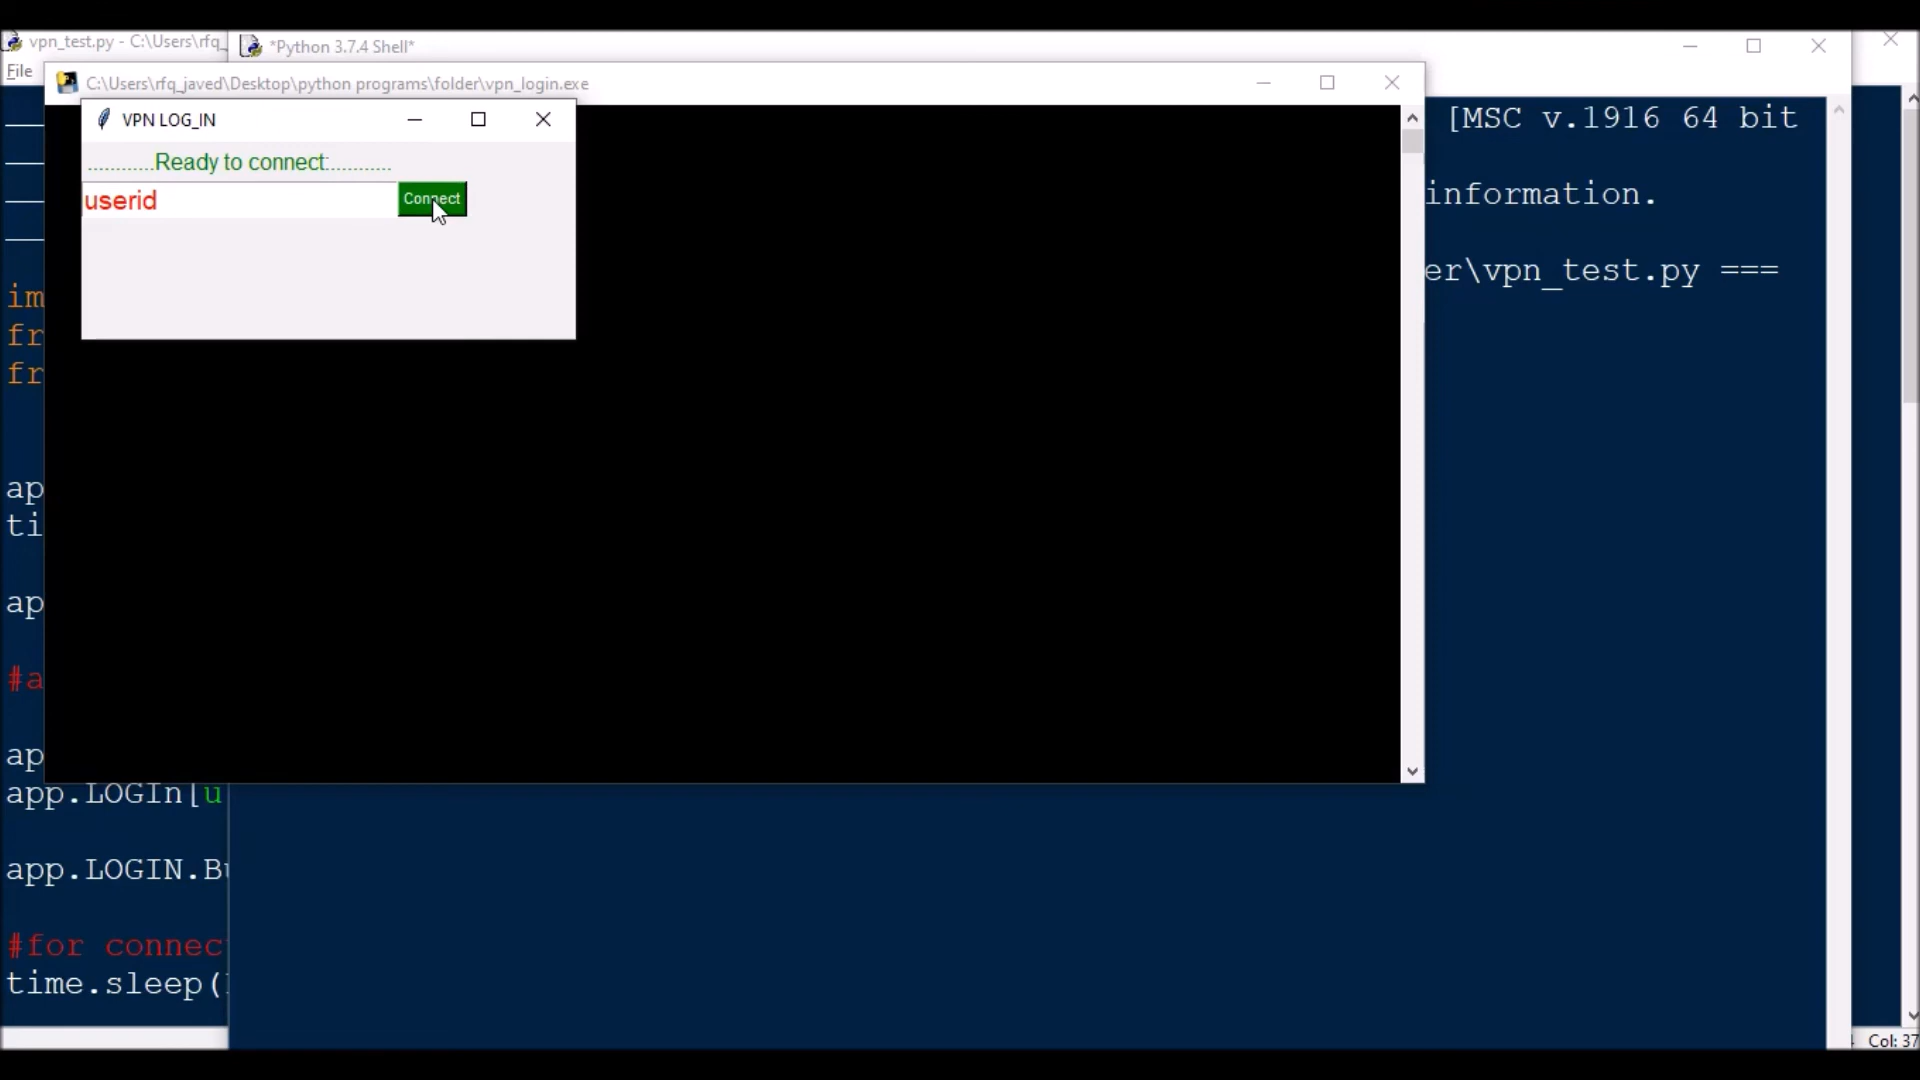 vpn_test.py - C:\Users\rfq_
*Python 3.7.4 Shell*
File
C:\Users\rfq_javed\Desktop\python programs\folder\vpn_login.exe
VPN LOG_IN
............Ready to connect:...........
userid
Connect
[MSC v.1916 64 bit
information.
er\vpn_test.py ===
im
fr
fr
ap
ti
ap
#a
ap
app.LOGIn[u
app.LOGIN.Bu
#for connect
time.sleep(
Col: 37